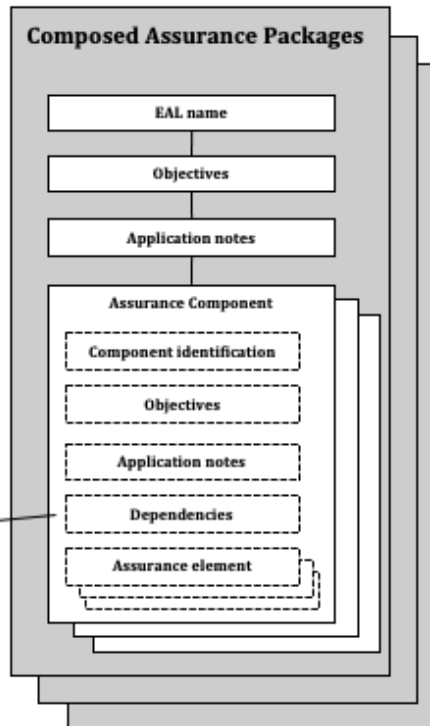 Composed Assurance Packages
EAL name
Objectives
Application notes
Assurance Component
Component identification
Objectives
Application notes
Dependencies
Assurance element